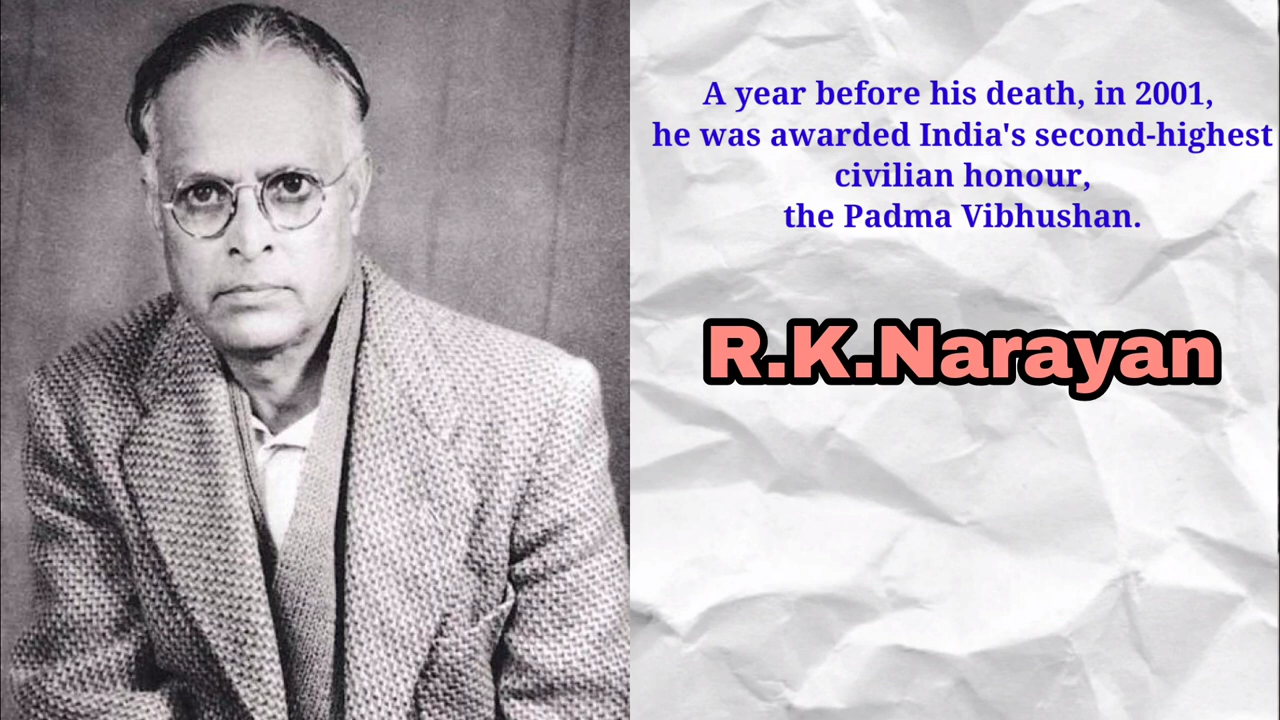 A year before his death, in 2001,
he was awarded India's second-highest
civilian honour,
the Padma Vibhushan.
R.K.Narayan